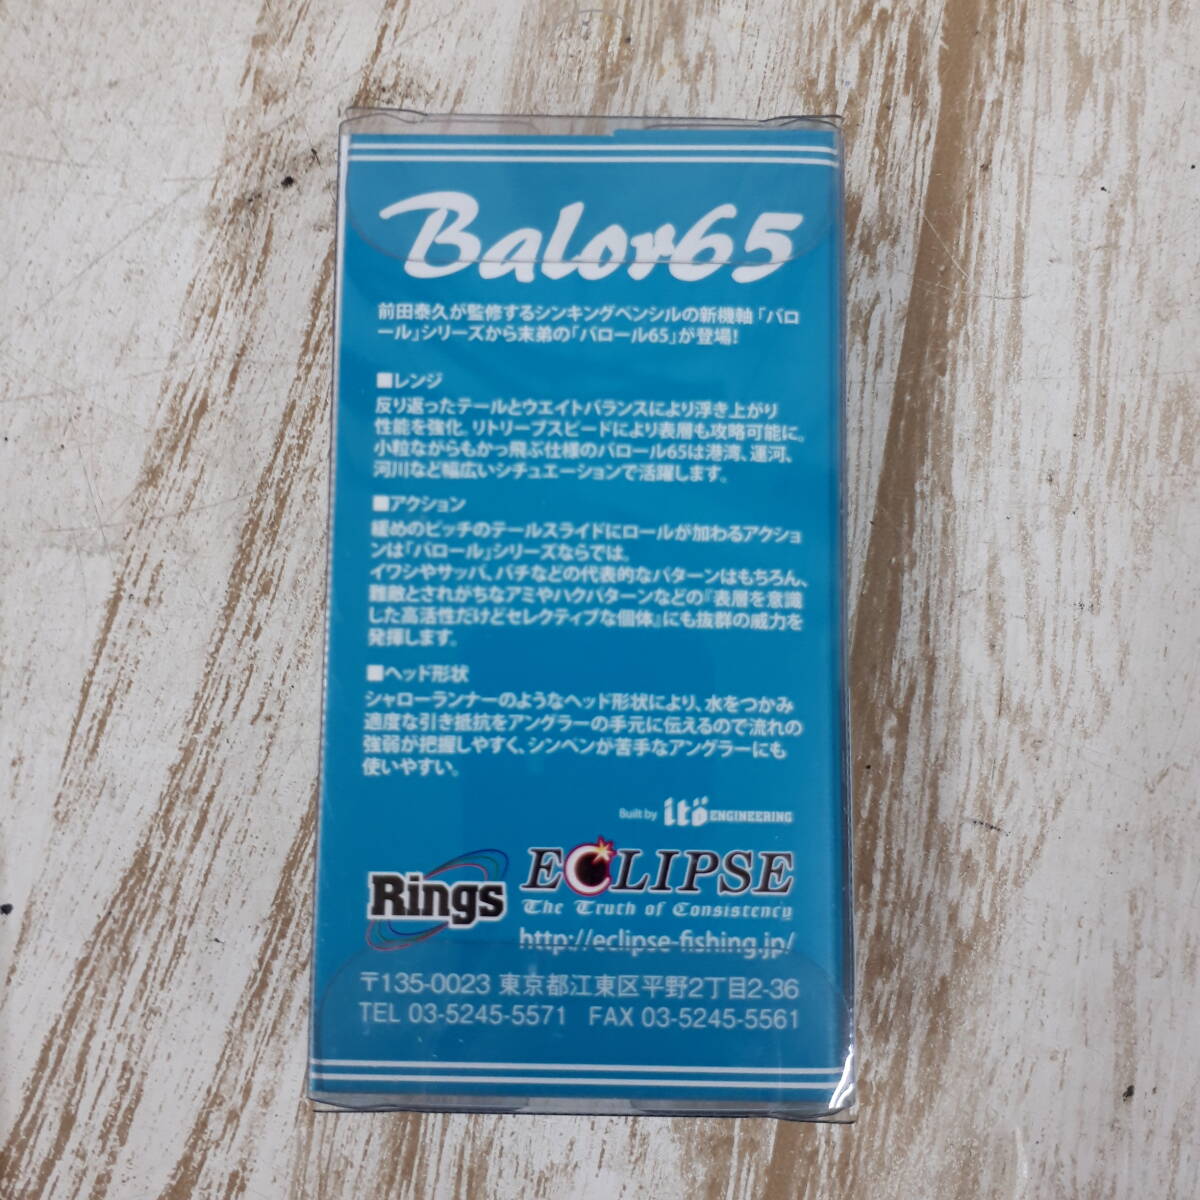 Balor65
前田泰久が監修するシンキングペンシルの新機軸「バロ
ール」シリーズから末弟の「バロール65」が登場!
■レンジ
反り返ったテールとウエイトバランスにより浮き上がり
性能を強化。リトリーブスピードにより表層も攻略可能に。
小粒ながらもかっ飛ぶ仕様のバロール65は港湾、運河、
河川など幅広いシチュエーションで活躍します。
■アクション
緩めのピッチのテールスライドにロールが加わるアクショ
ンは「バロール」シリーズならでは。
イワシやサッパ、バチなどの代表的なパターンはもちろん、
難敵とされがちなアミやハクパターンなどの『表層を意識
した高活性だけどセレクティブな個体』にも抜群の威力を
発揮します。
■ヘッド形状
シャローランナーのようなヘッド形状により、水をつかみ
適度な引き抵抗をアングラーの手元に伝えるので流れの
強弱が把握しやすく、シンペンが苦手なアングラーにも
使いやすい。
Built by itö ENGINEERING
Rings
ECLIPSE
The Truth of Consistency
http://eclipse-fishing.jp/
〒135-0023 東京都江東区平野2丁目2-36
TEL 03-5245-5571 FAX 03-5245-5561